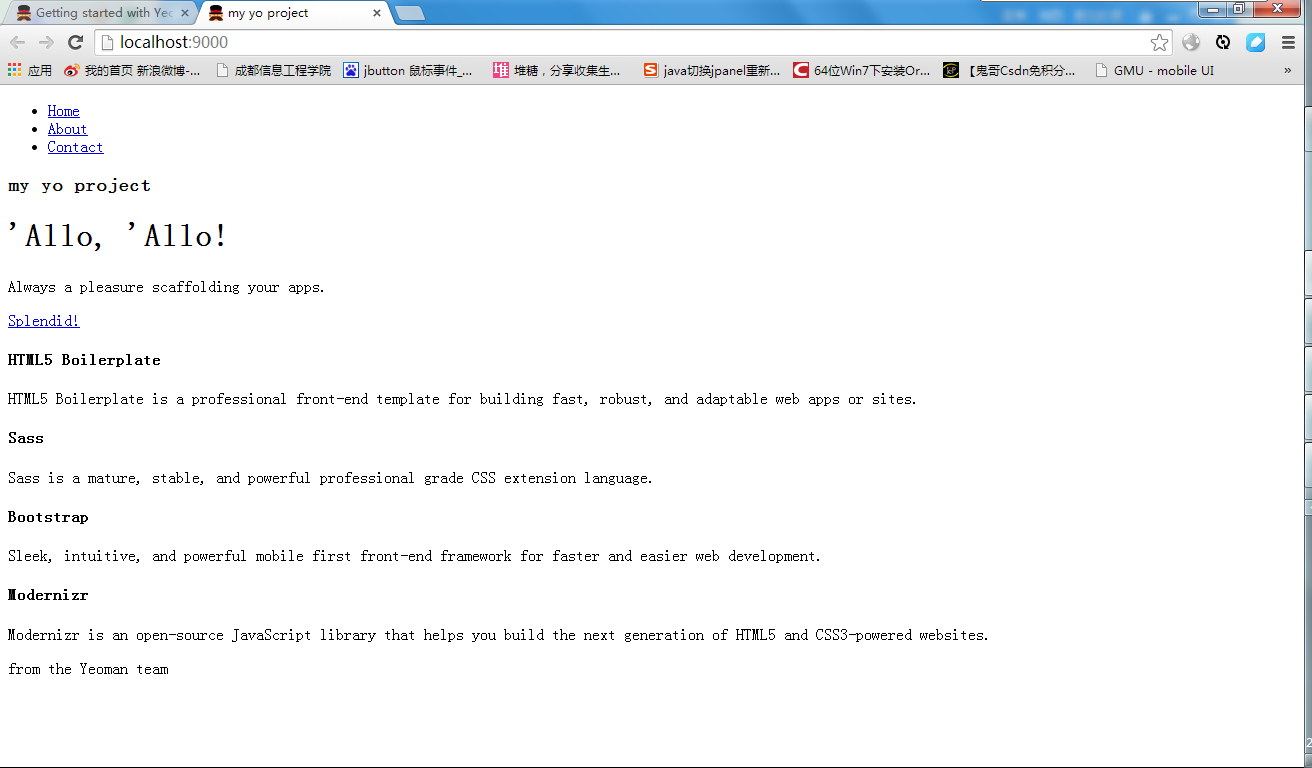 Getting started with Yeo
my yo project
localhost:9000
应用
我的首页 新浪微博-...
成都信息工程学院
jbutton 鼠标事件_...
堆糖，分享收集生...
java切换jpanel重新...
64位Win7下安装Or...
【鬼哥Csdn免积分...
GMU - mobile UI
»
Home
About
Contact
my yo project
'Allo, 'Allo!
Always a pleasure scaffolding your apps.
Splendid!
HTML5 Boilerplate
HTML5 Boilerplate is a professional front-end template for building fast, robust, and adaptable web apps or sites.
Sass
Sass is a mature, stable, and powerful professional grade CSS extension language.
Bootstrap
Sleek, intuitive, and powerful mobile first front-end framework for faster and easier web development.
Modernizr
Modernizr is an open-source JavaScript library that helps you build the next generation of HTML5 and CSS3-powered websites.
from the Yeoman team